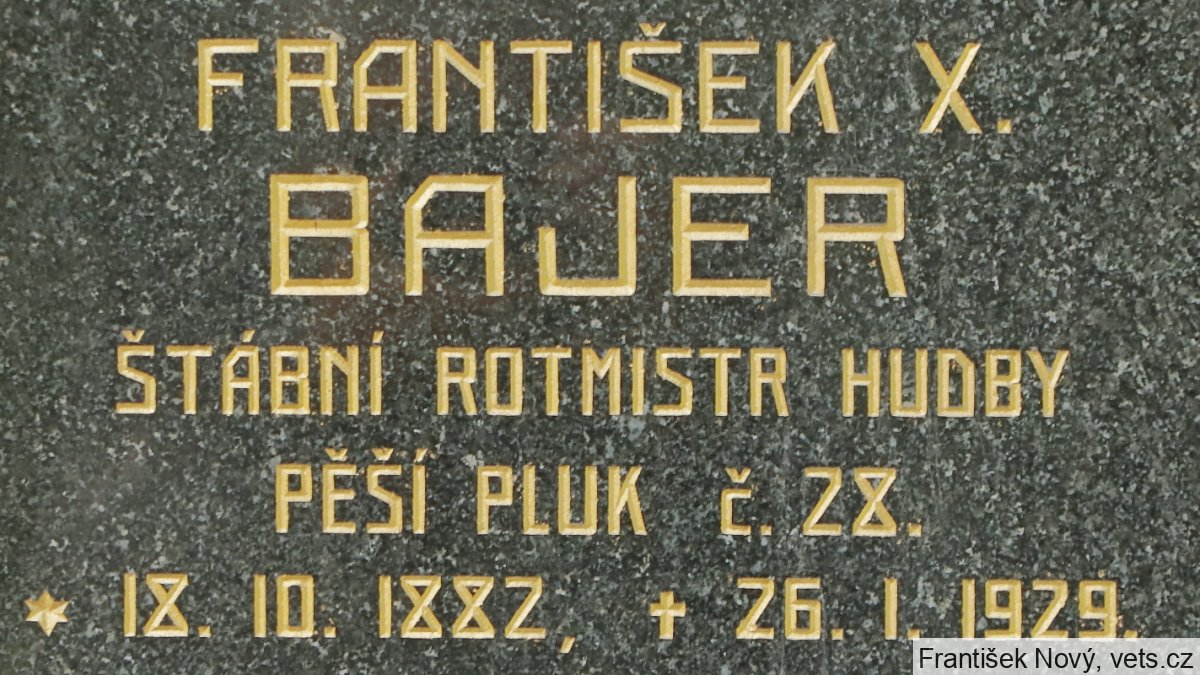 FRANTIŠEK X.
BAJER
ŠTÁBNÍ ROTMISTR HUDBY
PĚŠÍ PLUK č. 28.
✶ 18. 10. 1882, ✝ 26. 1. 1929.
František Nový, vets.cz